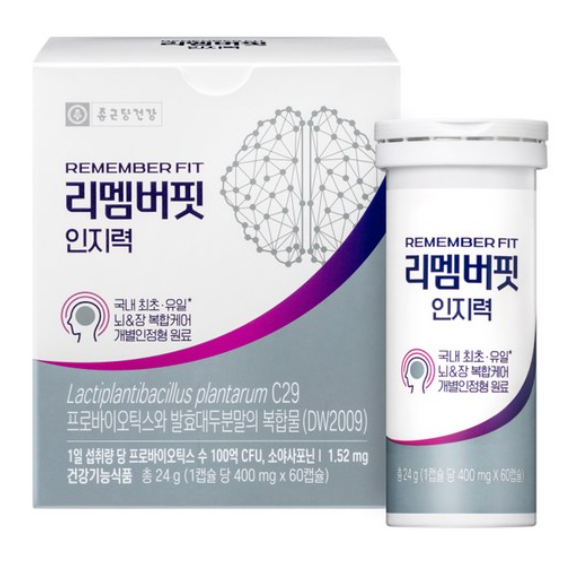 종근당건강
REMEMBER FIT
리멤버핏
인지력
국내 최초·유일*
뇌&장 복합케어
개별인정형 원료
Lactiplantibacillus plantarum C29
프로바이오틱스와 발효대두분말의 복합물 (DW2009)
1일 섭취량 당 프로바이오틱스 수 100억 CFU, 소야사포닌 I 1.52 mg
건강기능식품 총 24 g (1캡슐 당 400 mg x 60캡슐)
REMEMBER FIT
리멤버핏
인지력
국내 최초·유일*
뇌&장 복합케어
개별인정형 원료
총 24 g (1캡슐 당 400 mg X 60캡슐)